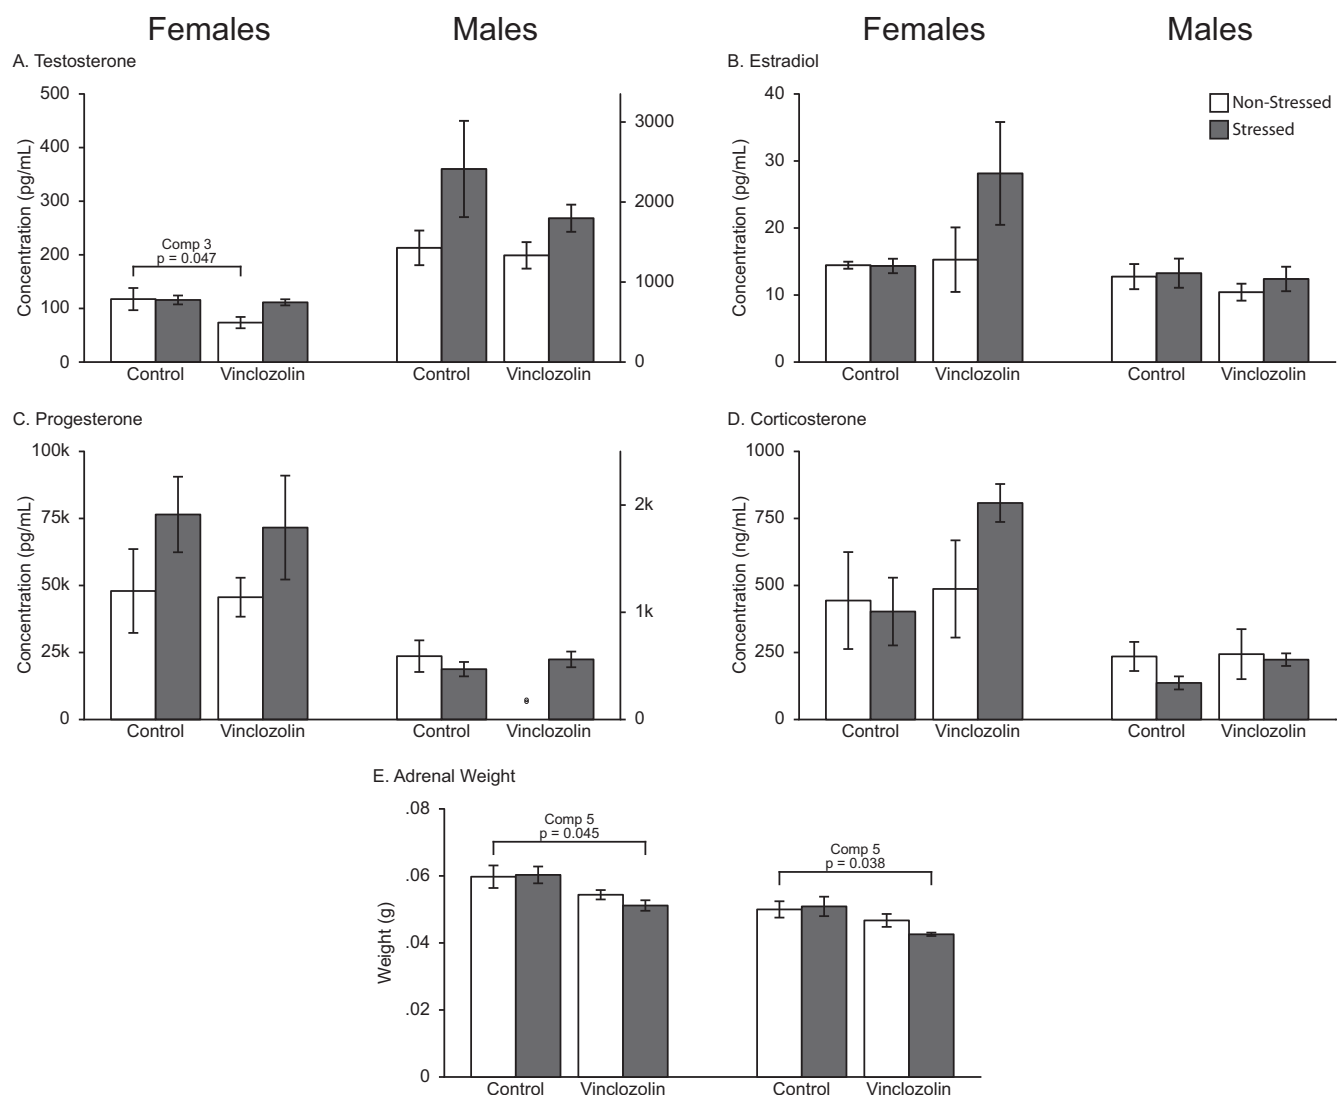 Females Males Females Males
A. Testosterone B. Estradiol
500
400
300
200
100
0
Concentration (pg/mL)
Comp 3
p = 0.047
Control Vinclozolin Control Vinclozolin
3000
2000
1000
0
40
30
20
10
0
Concentration (pg/mL)
Non-Stressed
Stressed
Control Vinclozolin Control Vinclozolin
C. Progesterone D. Corticosterone
100k
75k
50k
25k
0
Concentration (pg/mL)
Control Vinclozolin Control Vinclozolin
2k
1k
0
1000
750
500
250
0
Concentration (ng/mL)
Control Vinclozolin Control Vinclozolin
E. Adrenal Weight
.08
.06
.04
.02
0
Weight (g)
Comp 5
p = 0.045
Comp 5
p = 0.038
Control Vinclozolin Control Vinclozolin